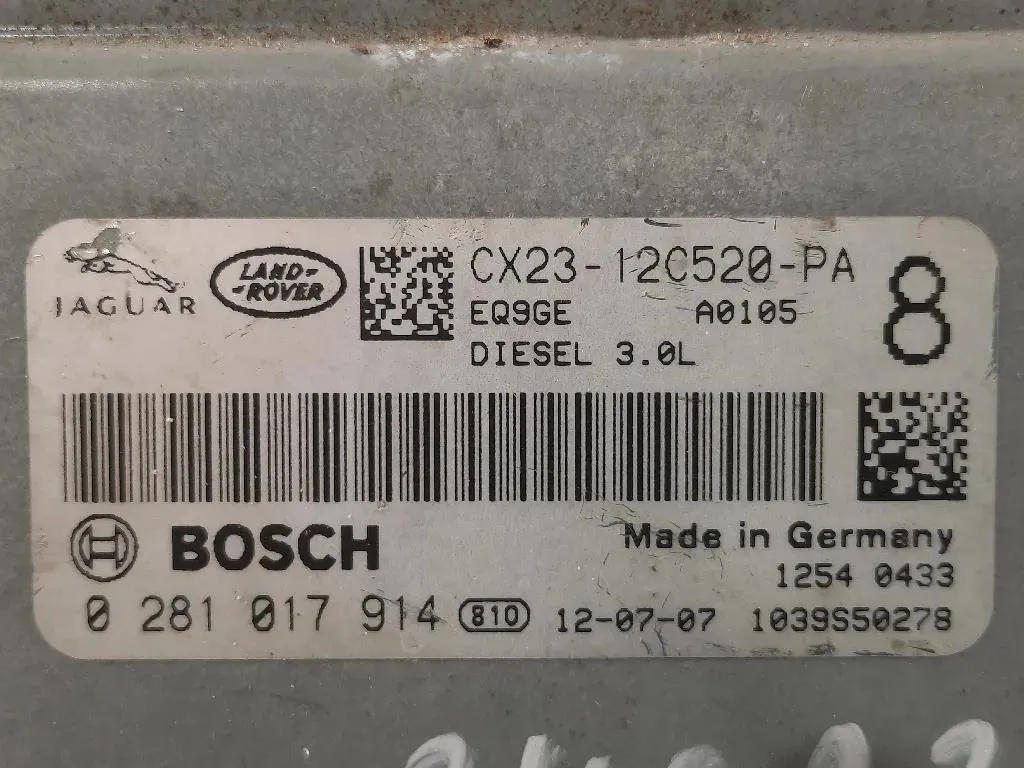 JAGUAR
LAND-
-ROVER
CX23-12C520-PA
8
EQ9GE A0105
DIESEL 3.0L
BOSCH
Made in Germany
1254 0433
0 281 017 914 810 12-07-07 1039S50278